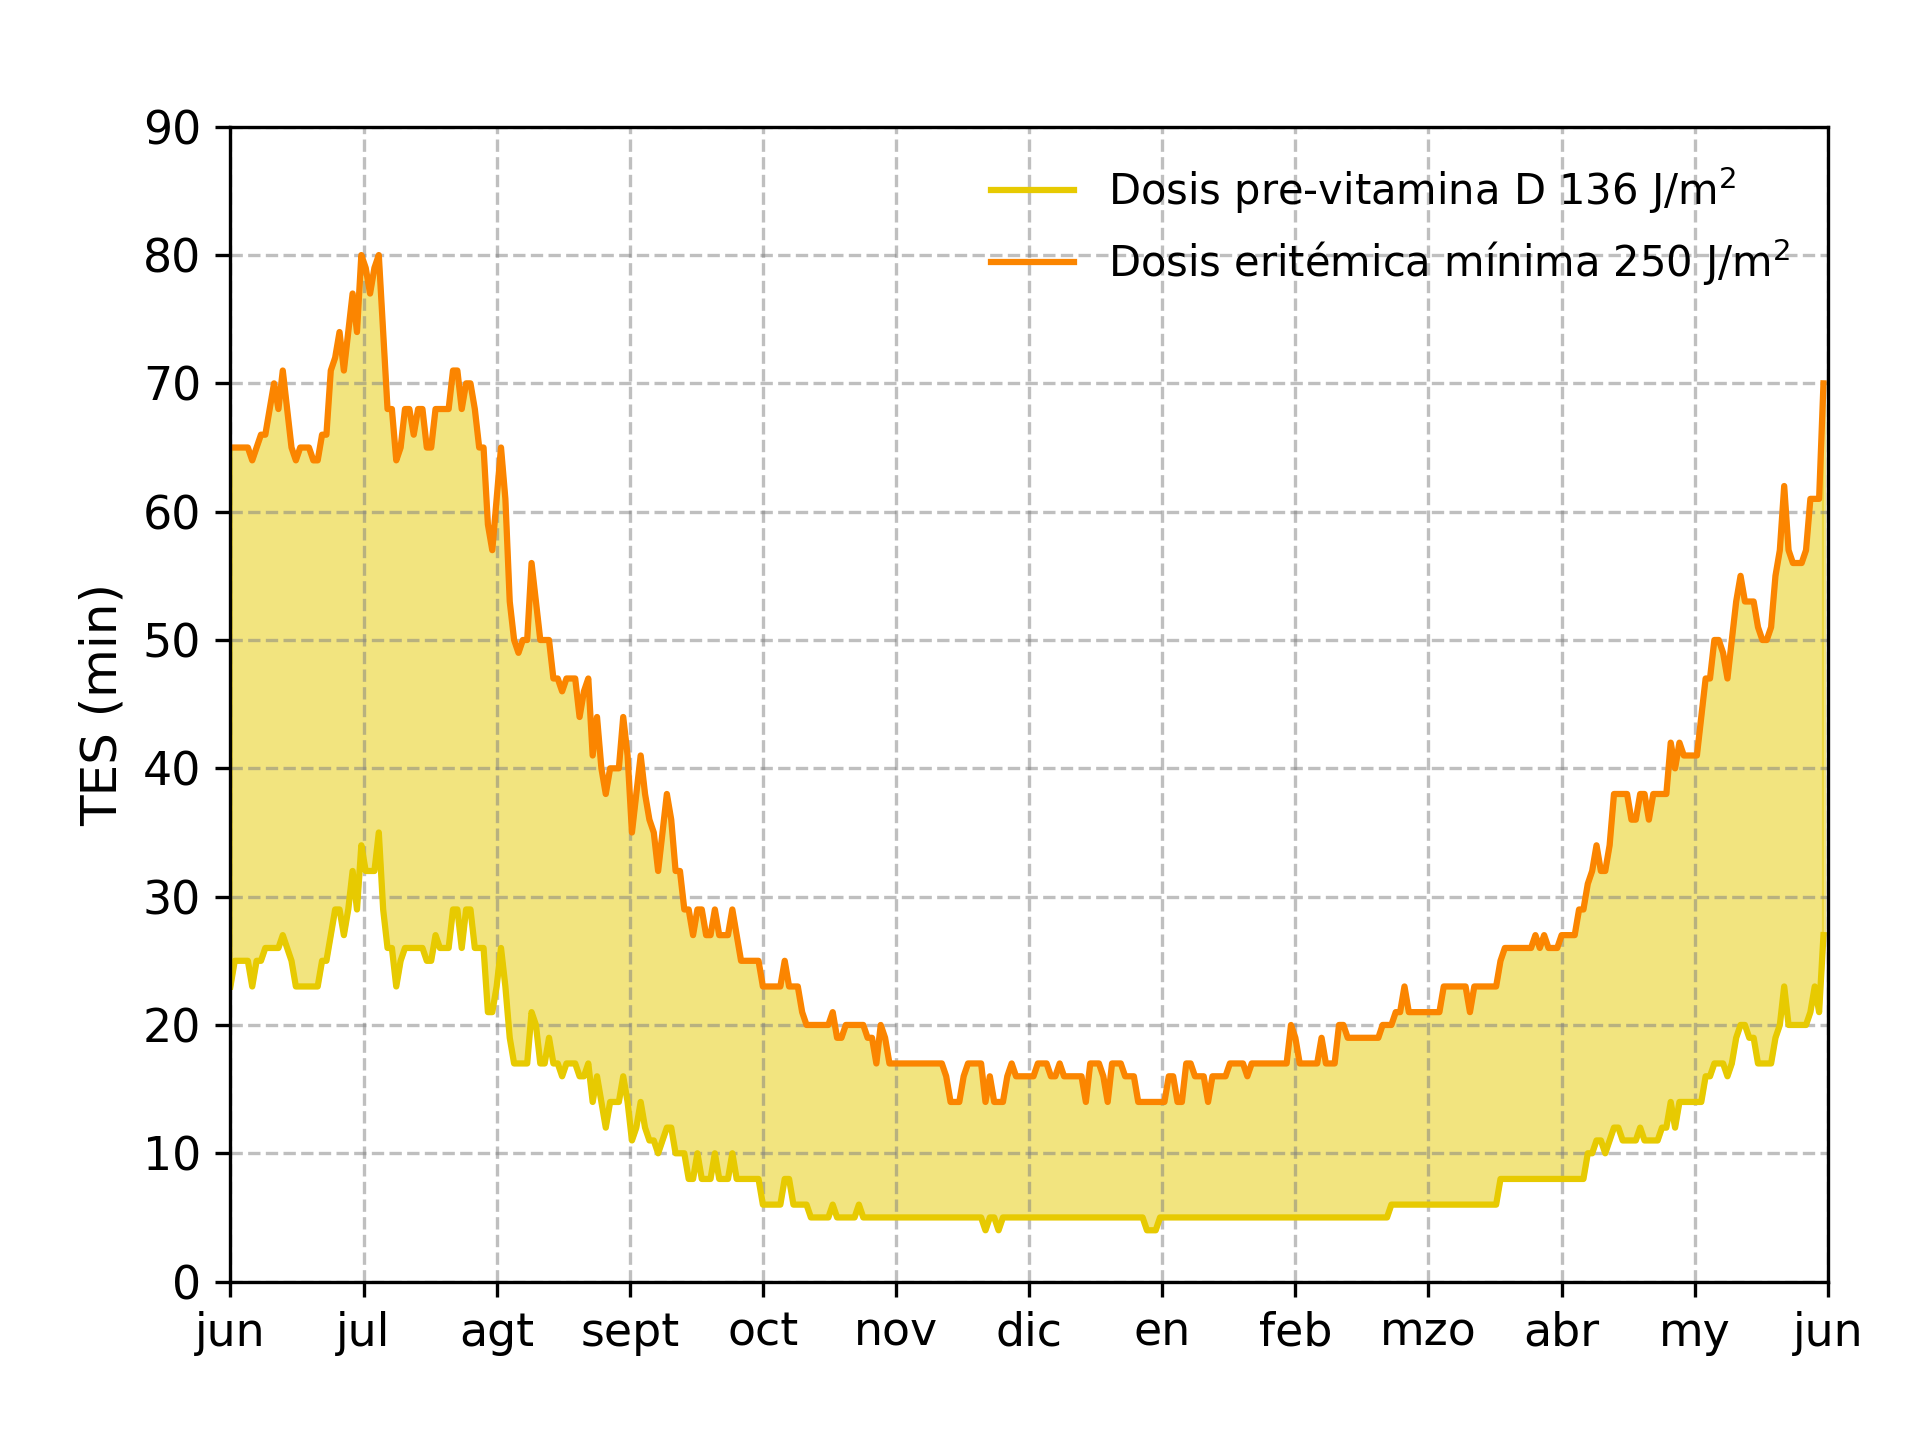 90
80
70
60
50
40
30
20
10
0
TES (min)
Dosis pre-vitamina D 136 J/m²
Dosis eritémica mínima 250 J/m²
jun jul agt sept oct nov dic en feb mzo abr my jun